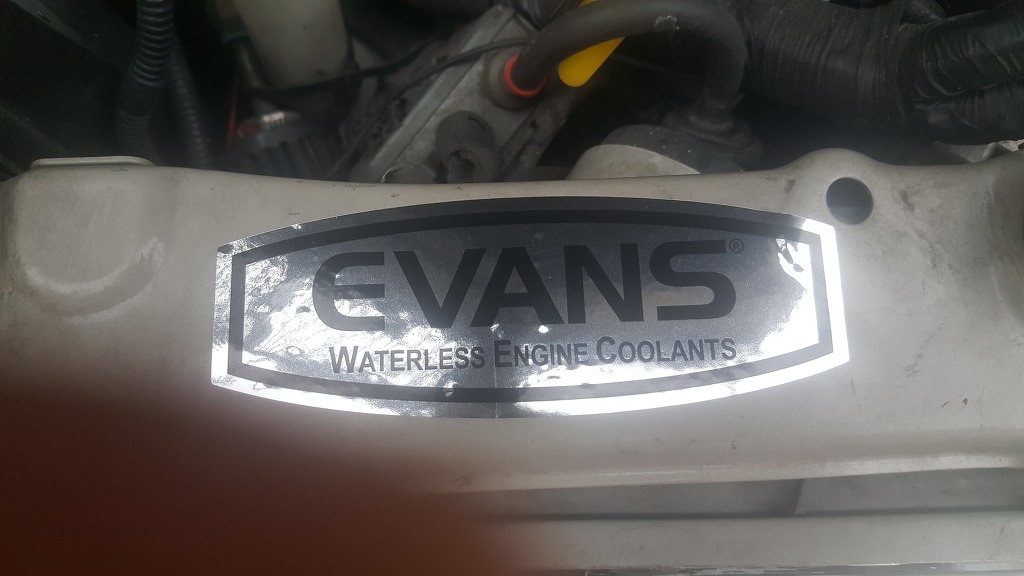 EVANS®
WATERLESS ENGINE COOLANTS